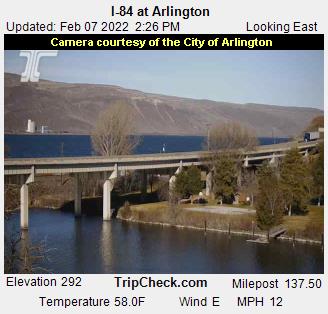 I-84 at Arlington
Updated: Feb 07 2022 2:26 PM Looking East
Camera courtesy of the City of Arlington
Elevation 292 TripCheck.com Milepost 137.50
Temperature 58.0F Wind E MPH 12